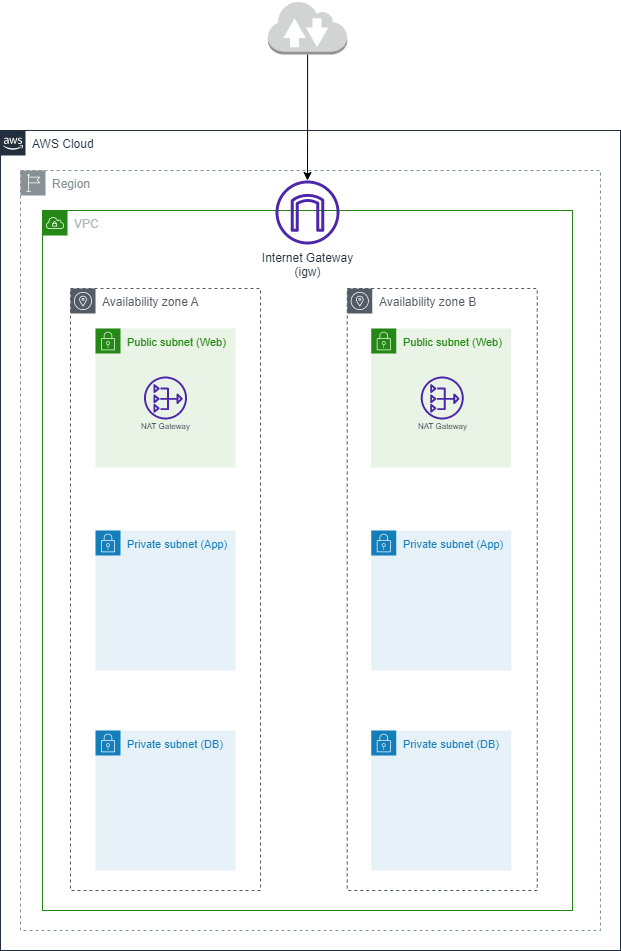 aws
AWS Cloud
Region
VPC
Internet Gateway
(igw)
Availability zone A
Public subnet (Web)
NAT Gateway
Private subnet (App)
Private subnet (DB)
Availability zone B
Public subnet (Web)
NAT Gateway
Private subnet (App)
Private subnet (DB)